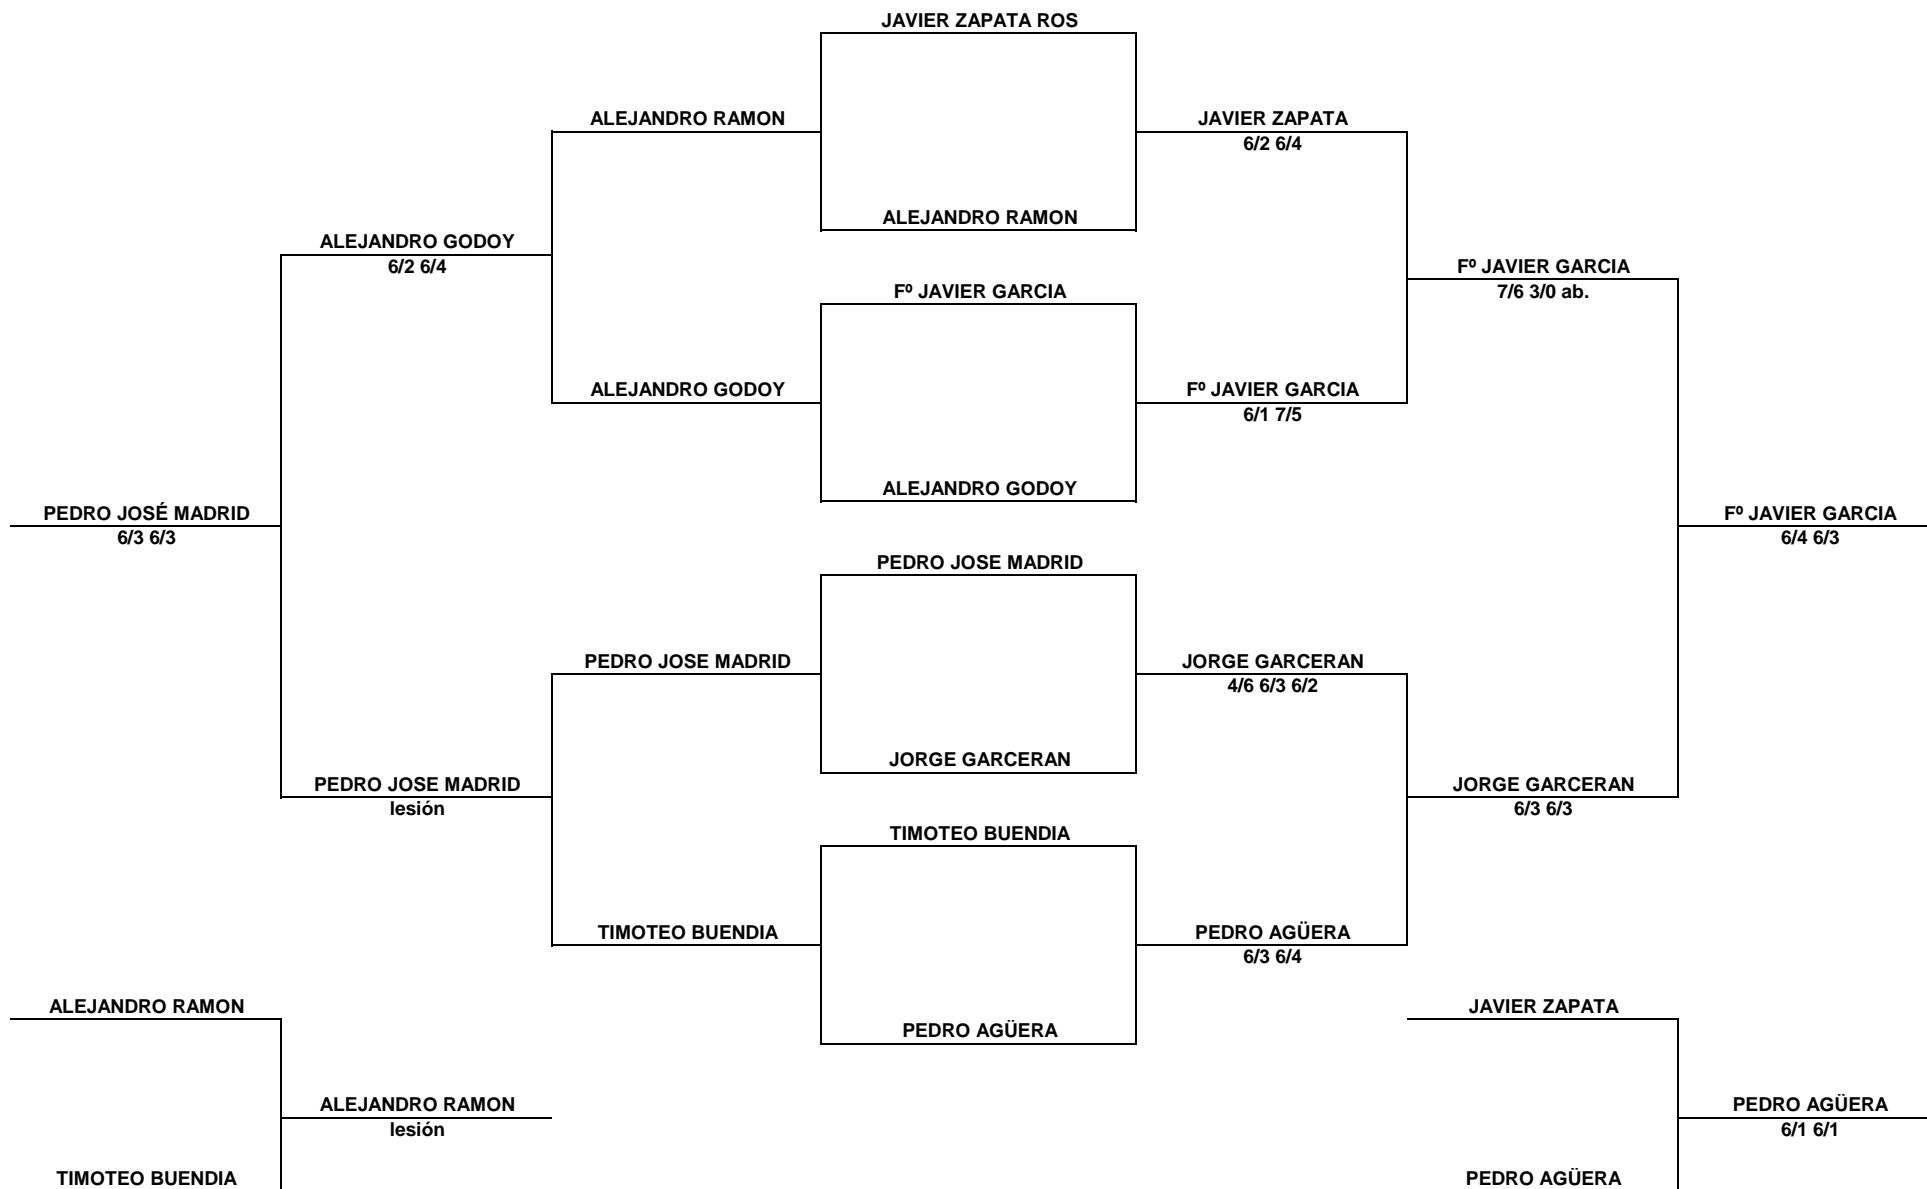 JAVIER ZAPATA ROS
ALEJANDRO RAMON
JAVIER ZAPATA
6/2 6/4
ALEJANDRO RAMON
ALEJANDRO GODOY
6/2 6/4
Fº JAVIER GARCIA
7/6 3/0 ab.
Fº JAVIER GARCIA
ALEJANDRO GODOY
Fº JAVIER GARCIA
6/1 7/5
ALEJANDRO GODOY
PEDRO JOSÉ MADRID
6/3 6/3
Fº JAVIER GARCIA
6/4 6/3
PEDRO JOSE MADRID
PEDRO JOSE MADRID
JORGE GARCERAN
4/6 6/3 6/2
JORGE GARCERAN
PEDRO JOSE MADRID
lesión
JORGE GARCERAN
6/3 6/3
TIMOTEO BUENDIA
TIMOTEO BUENDIA
PEDRO AGÜERA
6/3 6/4
ALEJANDRO RAMON
JAVIER ZAPATA
PEDRO AGÜERA
ALEJANDRO RAMON
lesión
PEDRO AGÜERA
6/1 6/1
TIMOTEO BUENDIA
PEDRO AGÜERA